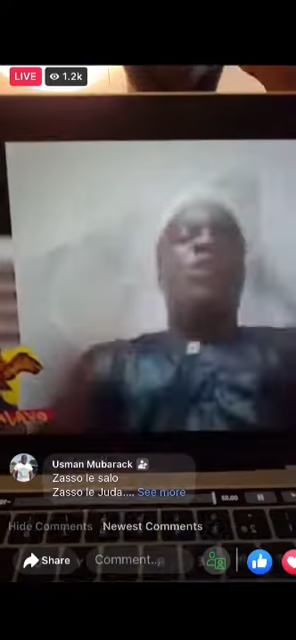 LIVE 1.2k
Usman Mubarack
Zasso le salo
Zasso le Juda.... See more
Hide Comments Newest Comments
Share Comment...